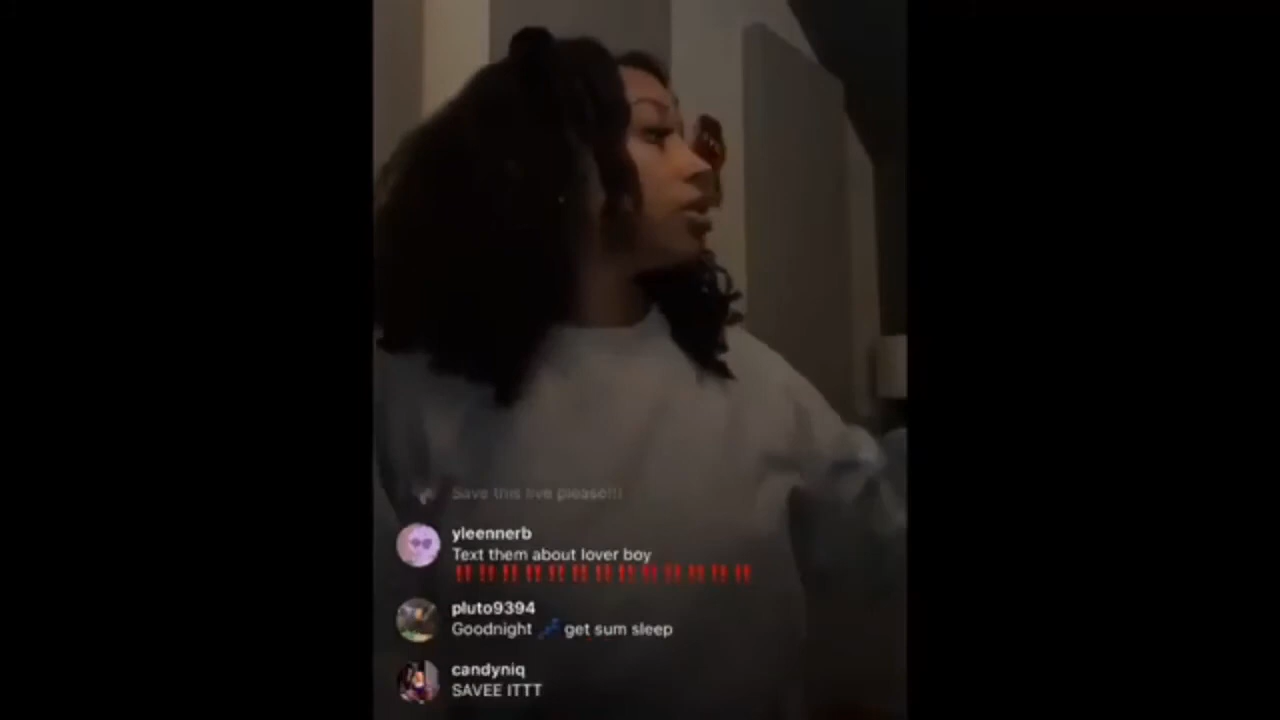 Save this live please!!!
yleennerb
Text them about lover boy
‼️‼️‼️‼️‼️‼️‼️‼️‼️‼️‼️‼️‼️
pluto9394
Goodnight 💤 get sum sleep
candyniq
SAVEE ITTT